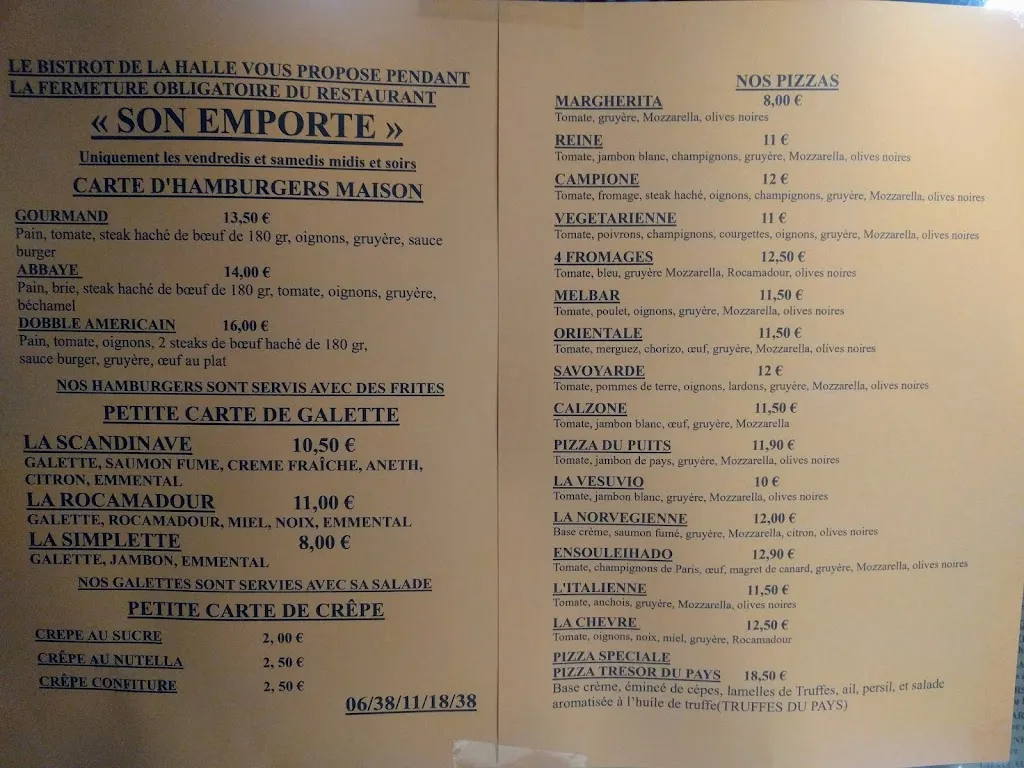 LE BISTROT DE LA HALLE VOUS PROPOSE PENDANT
LA FERMETURE OBLIGATOIRE DU RESTAURANT
« SON EMPORTE »
Uniquement les vendredis et samedis midis et soirs
CARTE D'HAMBURGERS MAISON
GOURMAND 13,50 €
Pain, tomate, steak haché de bœuf de 180 gr, oignons, gruyère, sauce
burger
ABBAYE 14,00 €
Pain, brie, steak haché de bœuf de 180 gr, tomate, oignons, gruyère,
béchamel
DOBBLE AMERICAIN 16,00 €
Pain, tomate, oignons, 2 steaks de bœuf haché de 180 gr,
sauce burger, gruyère, œuf au plat
NOS HAMBURGERS SONT SERVIS AVEC DES FRITES
PETITE CARTE DE GALETTE
LA SCANDINAVE 10,50 €
GALETTE, SAUMON FUME, CREME FRAÎCHE, ANETH,
CITRON, EMMENTAL
LA ROCAMADOUR 11,00 €
GALETTE, ROCAMADOUR, MIEL, NOIX, EMMENTAL
LA SIMPLETTE 8,00 €
GALETTE, JAMBON, EMMENTAL
NOS GALETTES SONT SERVIES AVEC SA SALADE
PETITE CARTE DE CRÊPE
CREPE AU SUCRE 2, 00 €
CRÊPE AU NUTELLA 2, 50 €
CRÊPE CONFITURE 2, 50 €
06/38/11/18/38
NOS PIZZAS
MARGHERITA 8,00 €
Tomate, gruyère, Mozzarella, olives noires
REINE 11 €
Tomate, jambon blanc, champignons, gruyère, Mozzarella, olives noires
CAMPIONE 12 €
Tomate, fromage, steak haché, oignons, champignons, gruyère, Mozzarella, olives noires
VEGETARIENNE 11 €
Tomate, poivrons, champignons, courgettes, oignons, gruyère, Mozzarella, olives noires
4 FROMAGES 12,50 €
Tomate, bleu, gruyère Mozzarella, Rocamadour, olives noires
MELBAR 11,50 €
Tomate, poulet, oignons, gruyère, Mozzarella, olives noires
ORIENTALE 11,50 €
Tomate, merguez, chorizo, œuf, gruyère, Mozzarella, olives noires
SAVOYARDE 12 €
Tomate, pommes de terre, oignons, lardons, gruyère, Mozzarella, olives noires
CALZONE 11,50 €
Tomate, jambon blanc, œuf, gruyère, Mozzarella
PIZZA DU PUITS 11,90 €
Tomate, jambon de pays, gruyère, Mozzarella, olives noires
LA VESUVIO 10 €
Tomate, jambon blanc, gruyére, Mozzarella, olives noires
LA NORVEGIENNE 12,00 €
Base crème, saumon fumé, gruyère, Mozzarella, citron, olives noires
ENSOULEIHADO 12,90 €
Tomate, champignons de Paris, œuf, magret de canard, gruyère, Mozzarella, olives noires
L'ITALIENNE 11,50 €
Tomate, anchois, gruyère, Mozzarella, olives noires
LA CHEVRE 12,50 €
Tomate, oignons, noix, miel, gruyère, Rocamadour
PIZZA SPECIALE
PIZZA TRESOR DU PAYS 18,50 €
Base crème, émincé de cèpes, lamelles de Truffes, ail, persil, et salade
aromatisée à l'huile de truffe(TRUFFES DU PAYS)